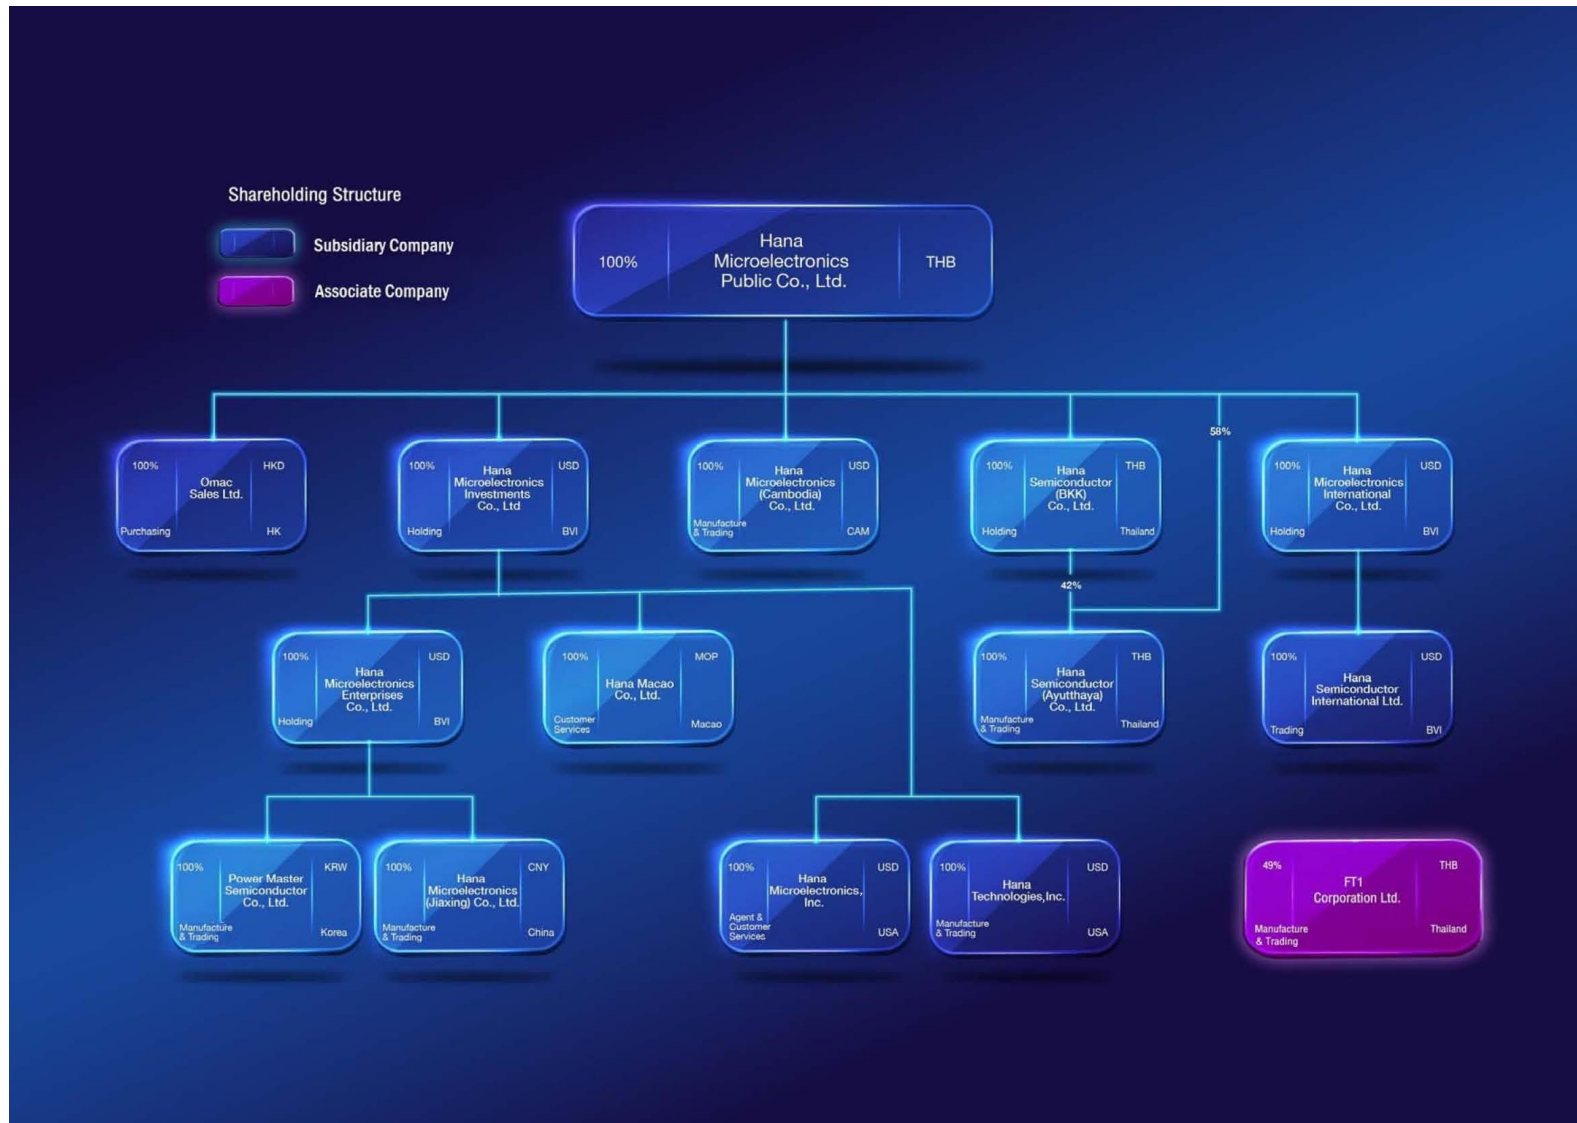 Shareholding Structure
Subsidiary Company
Associate Company
100%
Hana
Microelectronics
Public Co., Ltd.
THB
58%
100%
Omac
Sales Ltd.
HKD
Purchasing
HK
100%
Hana
Microelectronics
Investments
Co., Ltd
USD
Holding
BVI
100%
Hana
Microelectronics
(Cambodia)
Co., Ltd.
USD
Manufacture
& Trading
CAM
100%
Hana
Semiconductor
(BKK)
Co., Ltd.
THB
Holding
Thailand
100%
Hana
Microelectronics
International
Co., Ltd.
USD
Holding
BVI
42%
100%
Hana
Microelectronics
Enterprises
Co., Ltd.
USD
Holding
BVI
100%
Hana Macao
Co., Ltd.
MOP
Customer
Services
Macao
100%
Hana
Semiconductor
(Ayutthaya)
Co., Ltd.
THB
Manufacture
& Trading
Thailand
100%
Hana
Semiconductor
International Ltd.
USD
Trading
BVI
100%
Power Master
Semiconductor
Co., Ltd.
KRW
Manufacture
& Trading
Korea
100%
Hana
Microelectronics
(Jiaxing) Co., Ltd.
CNY
Manufacture
& Trading
China
100%
Hana
Microelectronics,
Inc.
USD
Agent &
Customer
Services
USA
100%
Hana
Technologies,Inc.
USD
Manufacture
& Trading
USA
49%
FT1
Corporation Ltd.
THB
Manufacture
& Trading
Thailand